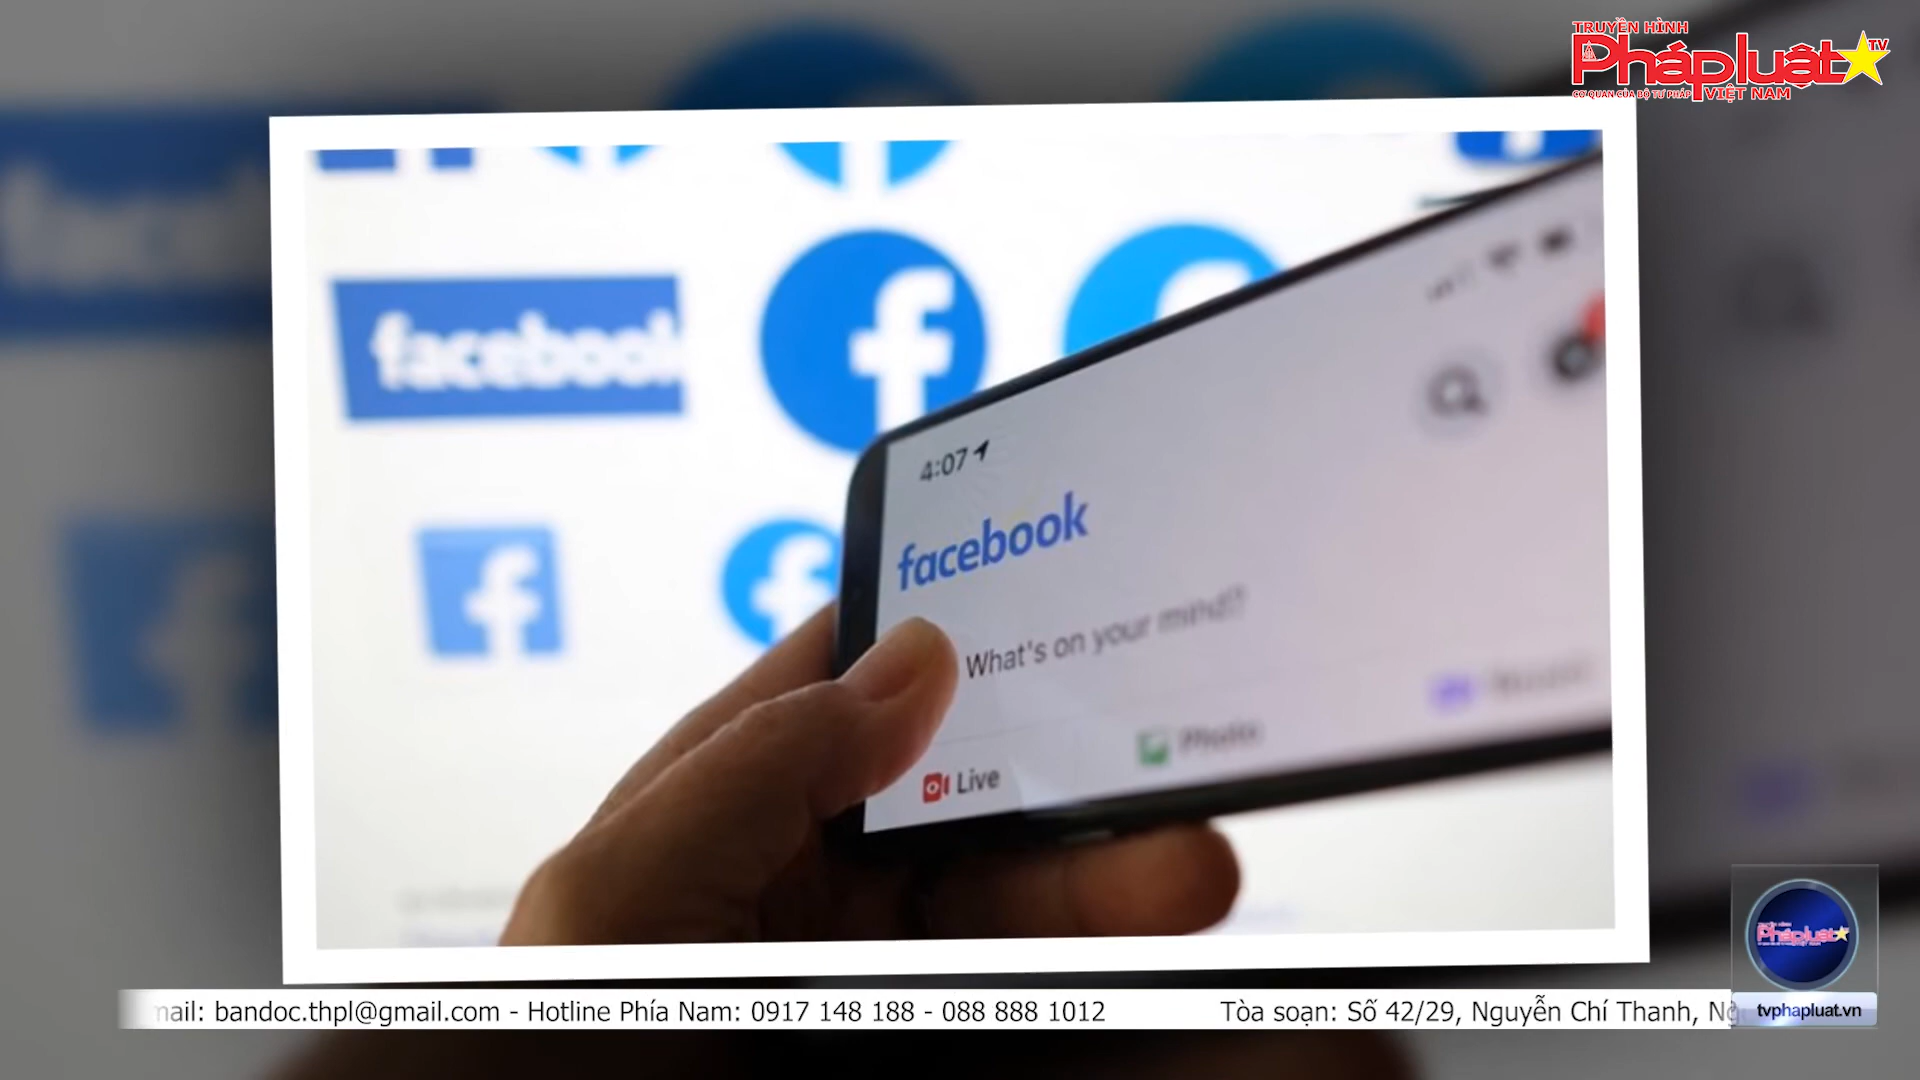 TRUYỀN HÌNH
Phápluật TV
CƠ QUAN CỦA BỘ TƯ PHÁP VIỆT NAM
facebook
4:07
facebook
What's on your mind?
Live
Photo
mail: bandoc.thpl@gmail.com - Hotline Phía Nam: 0917 148 188 - 088 888 1012
Tòa soạn: Số 42/29, Nguyễn Chí Thanh,
Phápluật
tvphapluat.vn